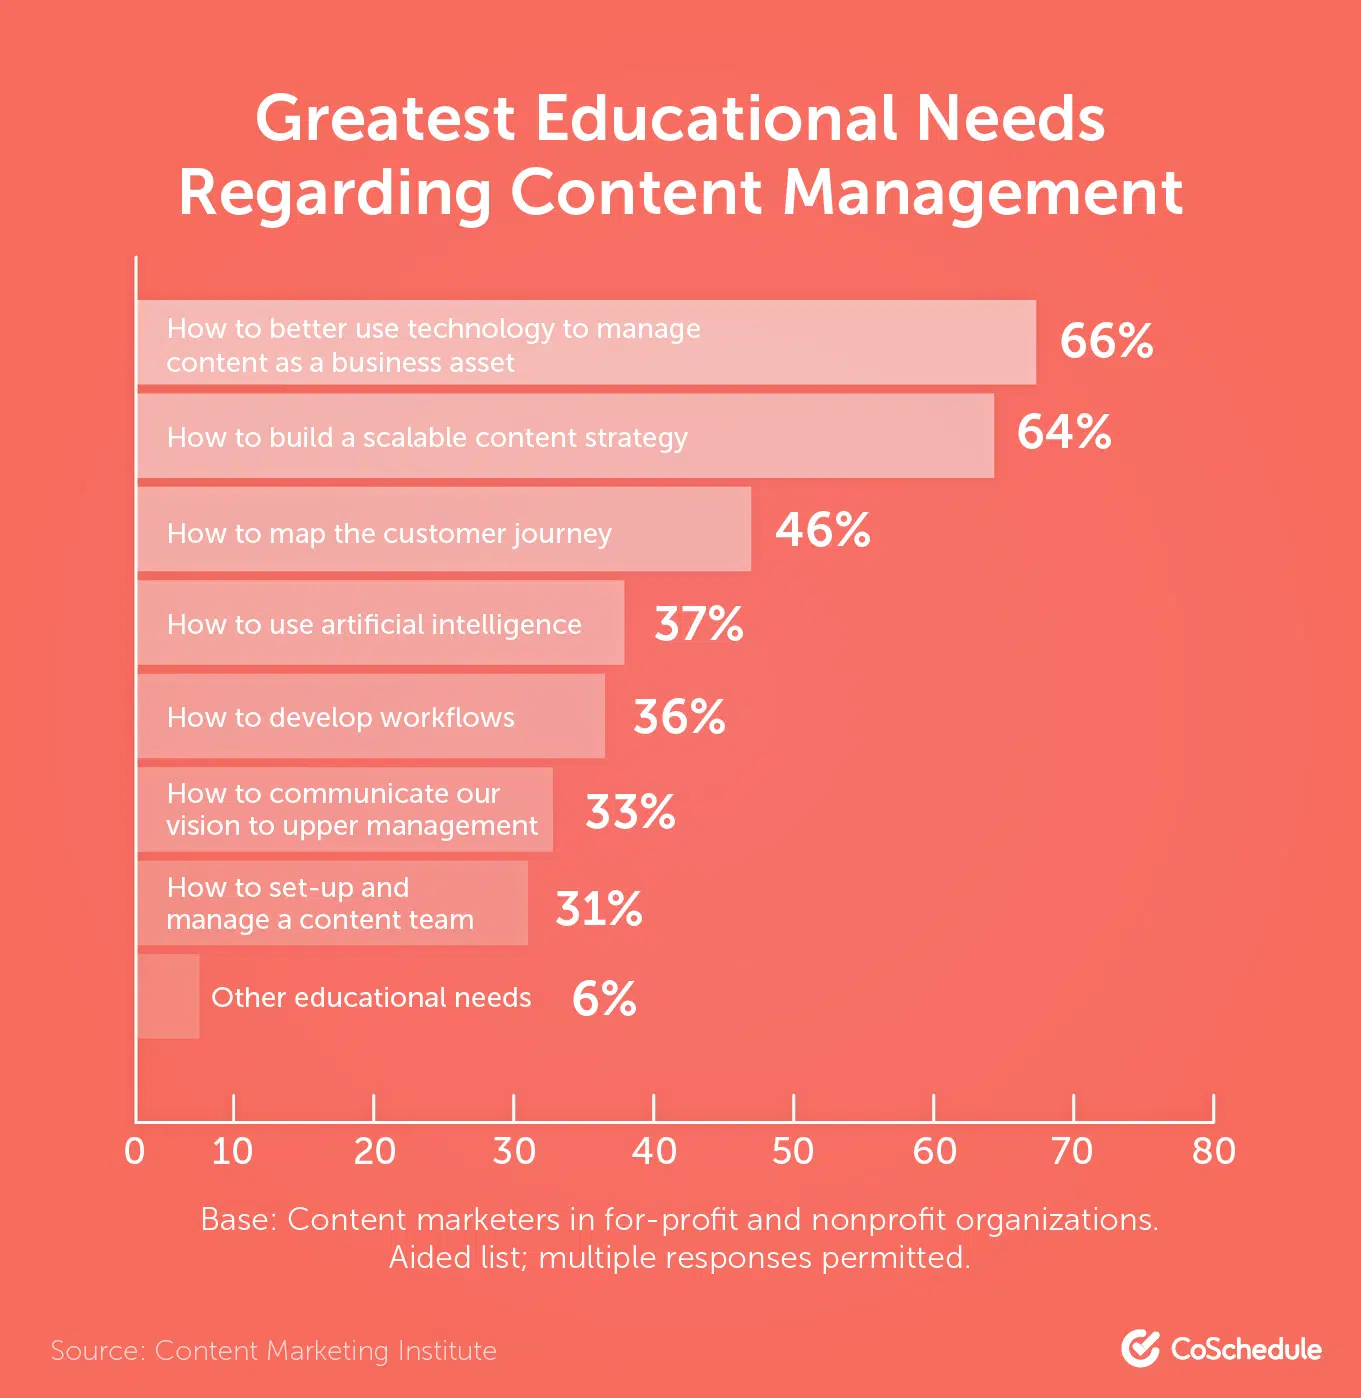 Greatest Educational Needs
Regarding Content Management
How to better use technology to manage
content as a business asset
66%
How to build a scalable content strategy
64%
How to map the customer journey
46%
How to use artificial intelligence
37%
How to develop workflows
36%
How to communicate our
vision to upper management
33%
How to set-up and
manage a content team
31%
Other educational needs
6%
0 10 20 30 40 50 60 70 80
Base: Content marketers in for-profit and nonprofit organizations.
Aided list; multiple responses permitted.
Source: Content Marketing Institute
CoSchedule